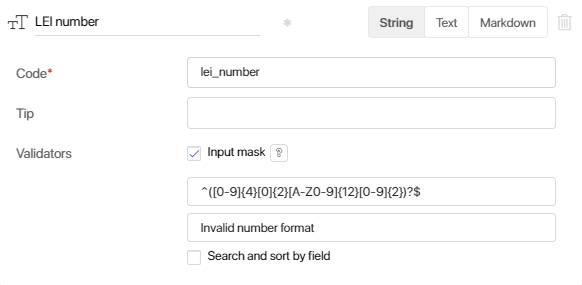 TT LEI number * String Text Markdown
Code* lei_number
Tip
Validators Input mask ?
^([0-9]{4}[0]{2}[A-Z0-9]{12}[0-9]{2})?$
Invalid number format
Search and sort by field